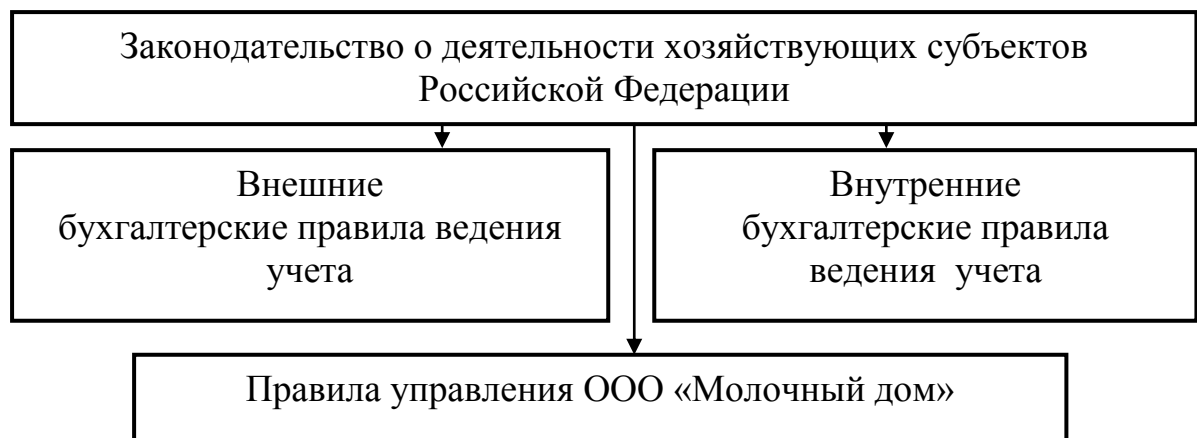 Законодательство о деятельности хозяйствующих субъектов
Российской Федерации
Внешние
бухгалтерские правила ведения
учета
Внутренние
бухгалтерские правила
ведения учета
Правила управления ООО «Молочный дом»